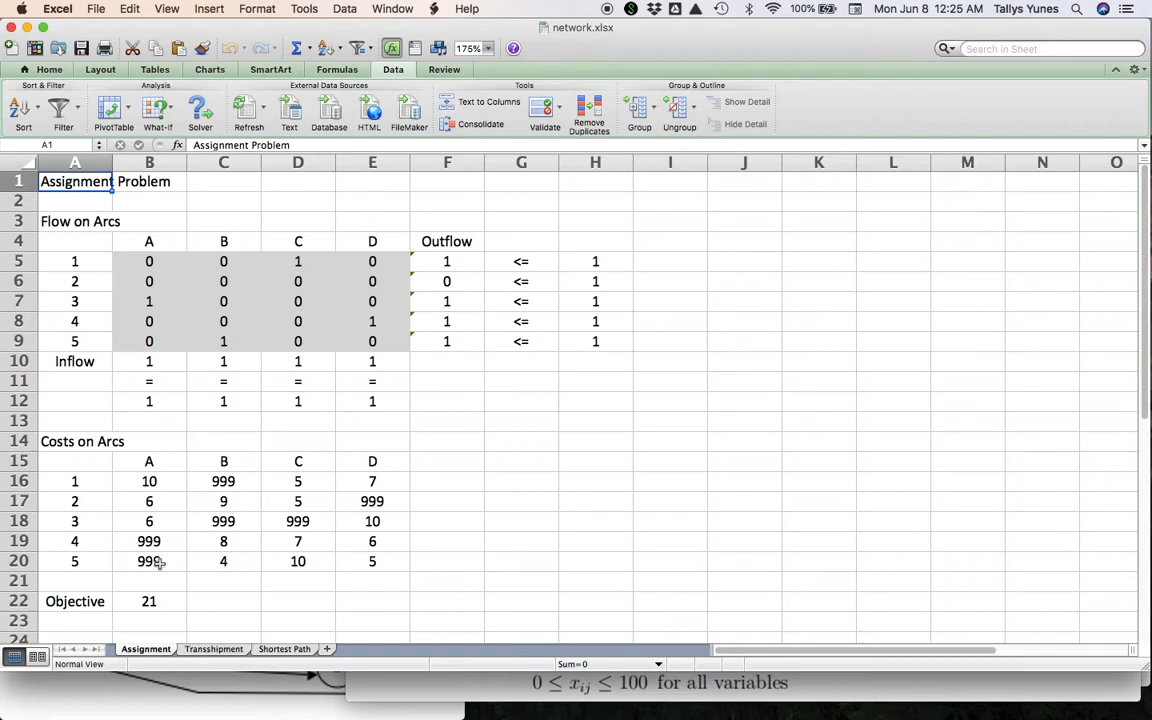 Excel File Edit View Insert Format Tools Data Window Help 100% Mon Jun 8 12:25 AM Tallys Yunes
network.xlsx
175% Search in Sheet
Home Layout Tables Charts SmartArt Formulas Data Review
Sort & Filter Analysis External Data Sources Tools Group & Outline
Sort Filter PivotTable What-If Solver Refresh Text Database HTML FileMaker Text to Columns Consolidate Validate Remove Duplicates Group Ungroup Show Detail Hide Detail
A1 fx Assignment Problem
A B C D E F G H I J K L M N O
1 Assignment Problem
2
3 Flow on Arcs
4 A B C D Outflow
5 1 0 0 1 0 1 <= 1
6 2 0 0 0 0 0 <= 1
7 3 1 0 0 0 1 <= 1
8 4 0 0 0 1 1 <= 1
9 5 0 1 0 0 1 <= 1
10 Inflow 1 1 1 1
11 = = = =
12 1 1 1 1
13
14 Costs on Arcs
15 A B C D
16 1 10 999 5 7
17 2 6 9 5 999
18 3 6 999 999 10
19 4 999 8 7 6
20 5 999 4 10 5
21
22 Objective 21
23
24
Assignment Transshipment Shortest Path +
Normal View Sum=0
0 ≤ xij ≤ 100 for all variables